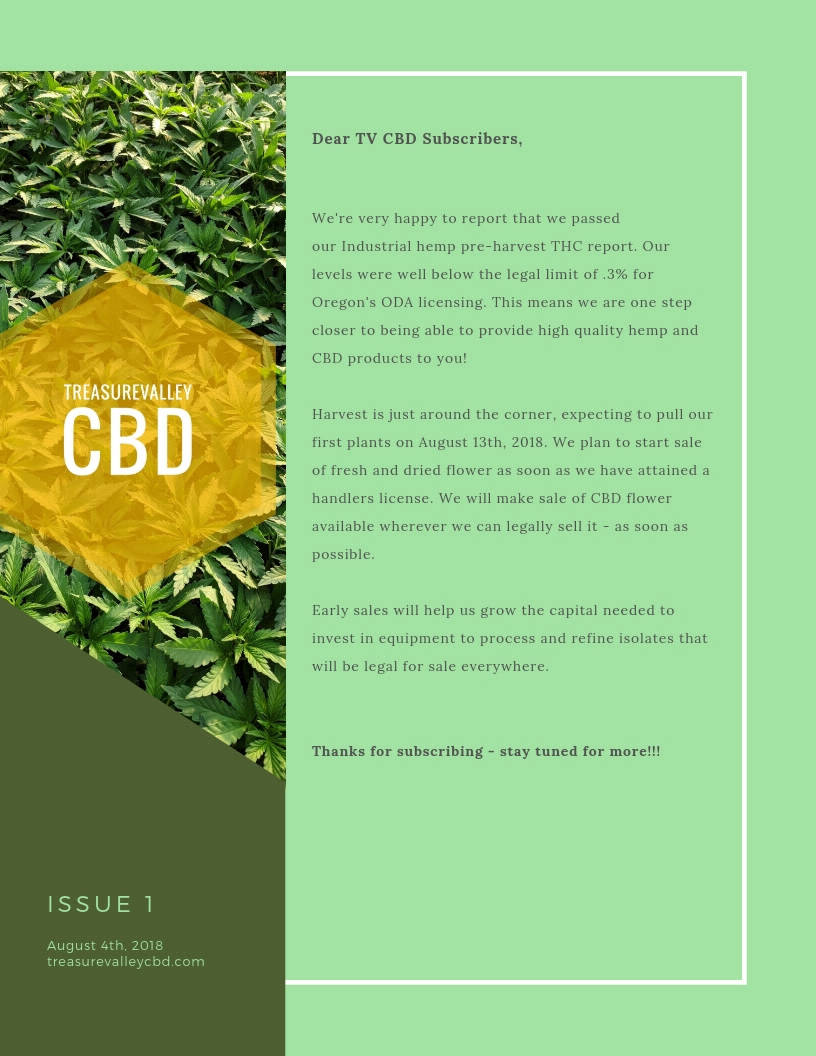 Dear TV CBD Subscribers,
We're very happy to report that we passed
our Industrial hemp pre-harvest THC report. Our
levels were well below the legal limit of .3% for
Oregon's ODA licensing. This means we are one step
closer to being able to provide high quality hemp and
CBD products to you!
Harvest is just around the corner, expecting to pull our
first plants on August 13th, 2018. We plan to start sale
of fresh and dried flower as soon as we have attained a
handlers license. We will make sale of CBD flower
available wherever we can legally sell it - as soon as
possible.
Early sales will help us grow the capital needed to
invest in equipment to process and refine isolates that
will be legal for sale everywhere.
Thanks for subscribing - stay tuned for more!!!
TREASUREVALLEY
CBD
ISSUE 1
August 4th, 2018
treasurevalleycbd.com